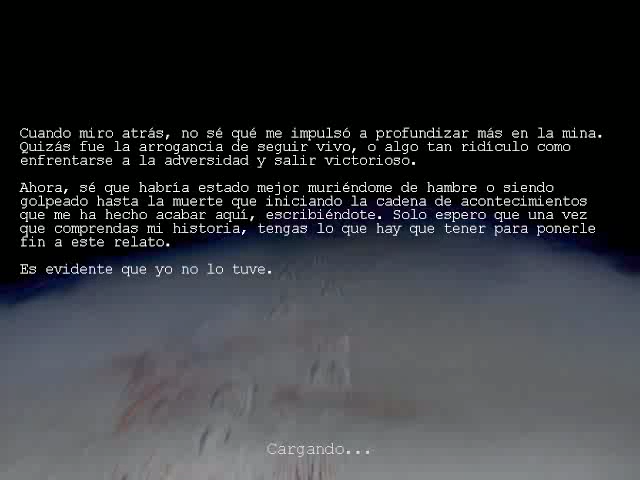 Cuando miro atrás, no sé qué me impulsó a profundizar más en la mina.
Quizás fue la arrogancia de seguir vivo, o algo tan ridículo como
enfrentarse a la adversidad y salir victorioso.
Ahora, sé que habría estado mejor muriéndome de hambre o siendo
golpeado hasta la muerte que iniciando la cadena de acontecimientos
que me ha hecho acabar aquí, escribiéndote. Solo espero que una vez
que comprendas mi historia, tengas lo que hay que tener para ponerle
fin a este relato.
Es evidente que yo no lo tuve.
Cargando...